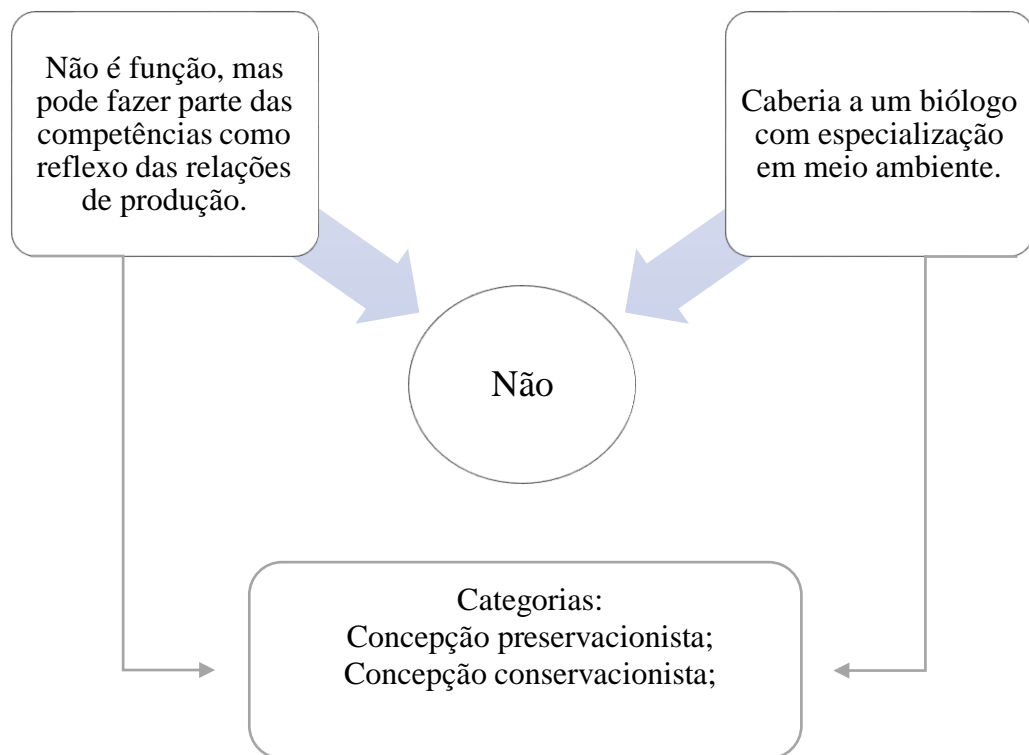 Não é função, mas
pode fazer parte das
competências como
reflexo das relações
de produção.
Caberia a um biólogo
com especialização
em meio ambiente.
Não
Categorias:
Concepção preservacionista;
Concepção conservacionista;